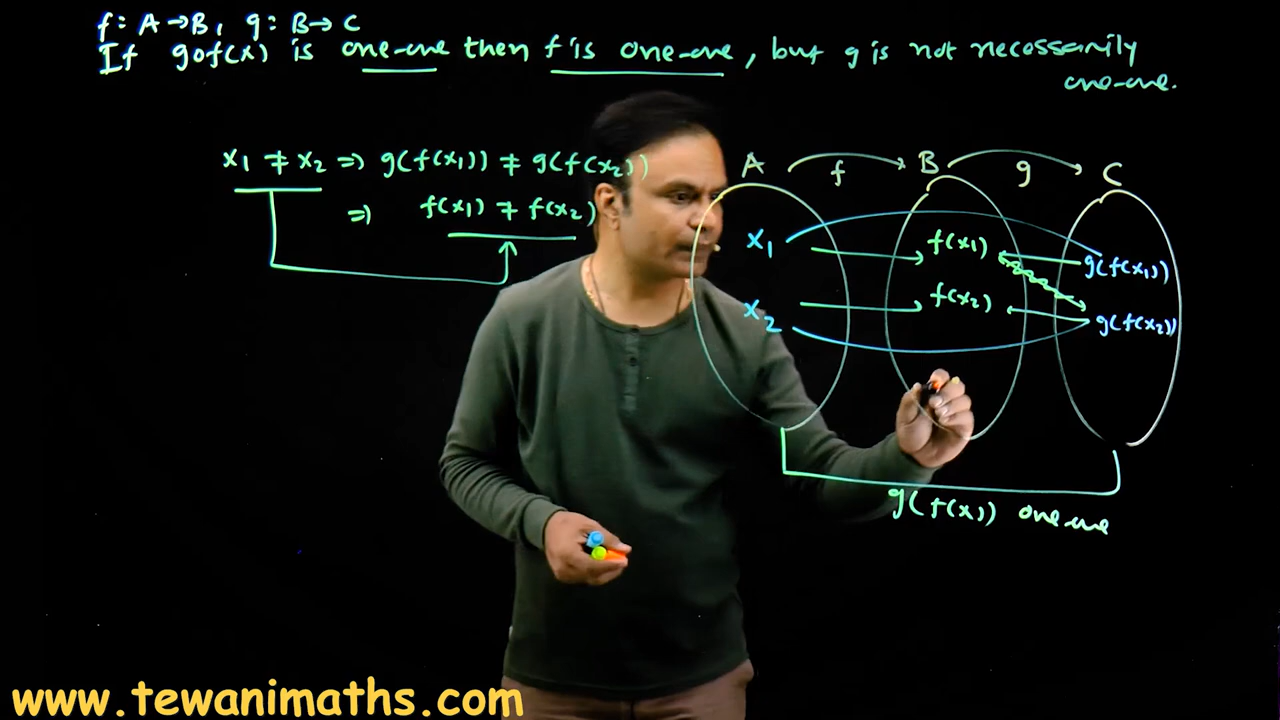 f: A→B, g: B→C
If gof(x) is one-one then f is one-one, but g is not necessarily
one-one.
x₁ ≠ x₂ ⇒ g(f(x₁)) ≠ g(f(x₂))
⇒ f(x₁) ≠ f(x₂)
A f B g C
x₁ f(x₁) g(f(x₁))
x₂ f(x₂) g(f(x₂))
g(f(x)) one-one
www.tewanimaths.com